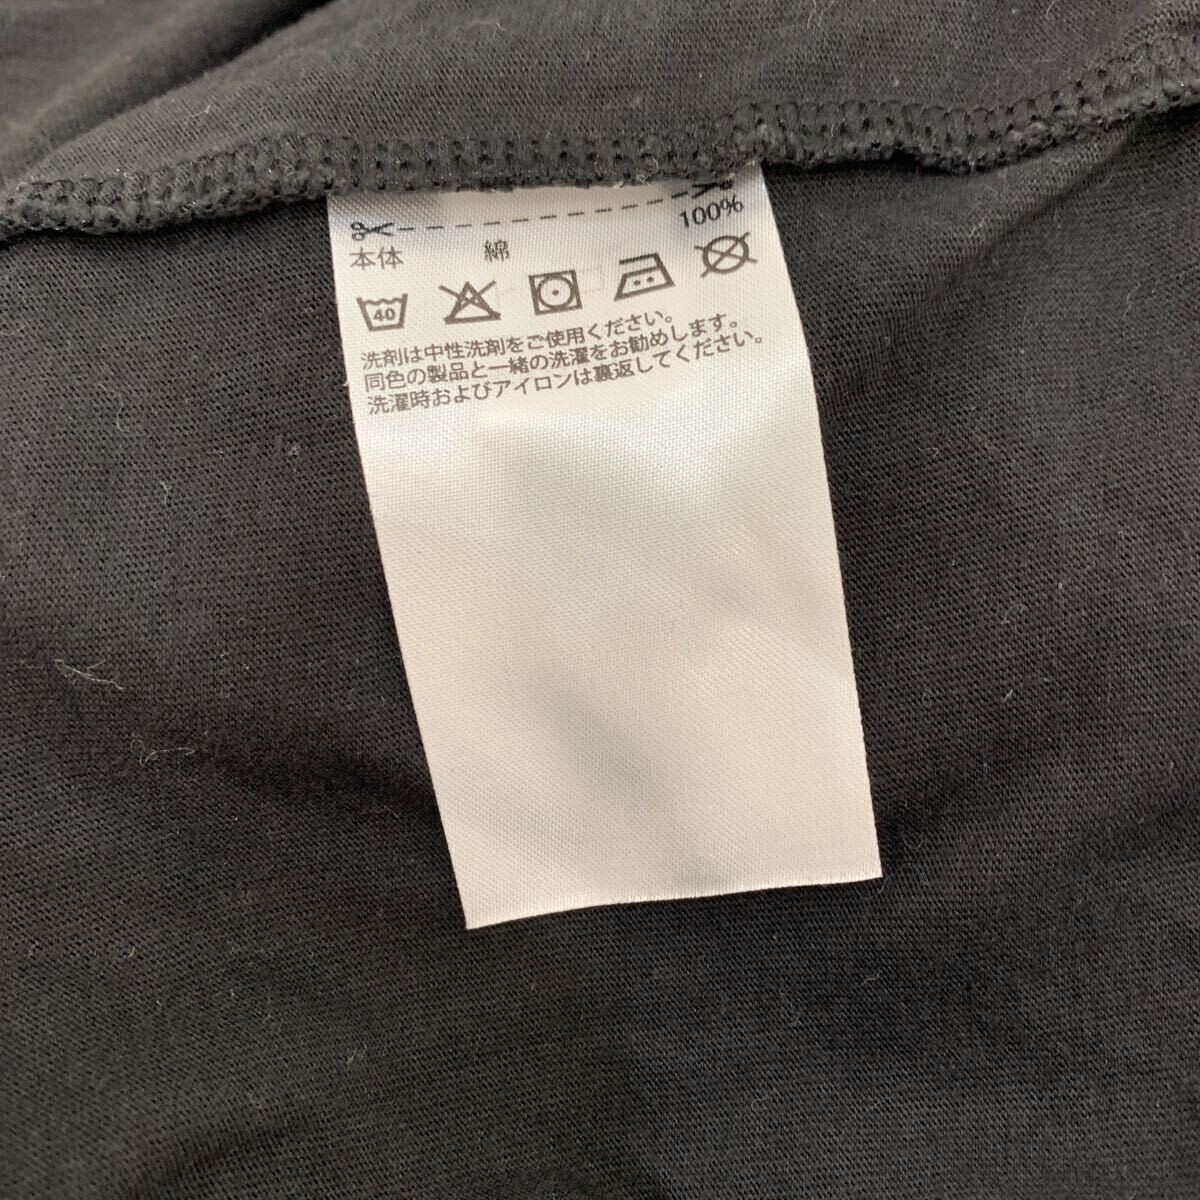 本体 綿 100%
40
洗剤は中性洗剤をご使用ください。
同色の製品と一緒の洗濯をお勧めします。
洗濯時およびアイロンは裏返してください。